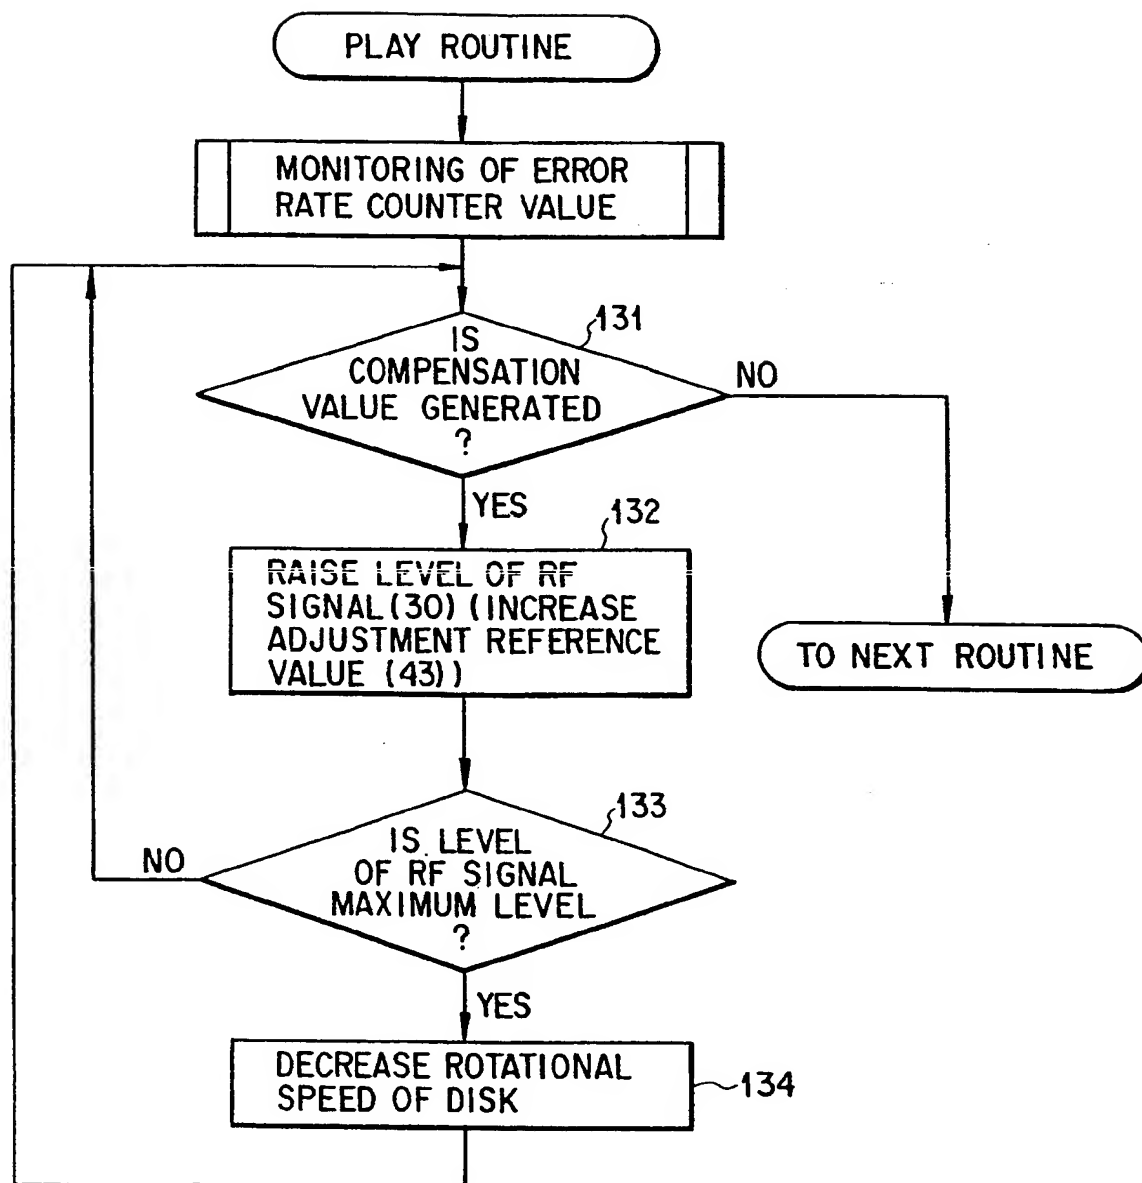 PLAY ROUTINE
MONITORING OF ERROR
RATE COUNTER VALUE
131
IS
COMPENSATION
VALUE GENERATED
?
NO
YES
132
RAISE LEVEL OF RF
SIGNAL (30) (INCREASE
ADJUSTMENT REFERENCE
VALUE (43))
TO NEXT ROUTINE
133
IS LEVEL
OF RF SIGNAL
MAXIMUM LEVEL
?
NO
YES
DECREASE ROTATIONAL
SPEED OF DISK
134